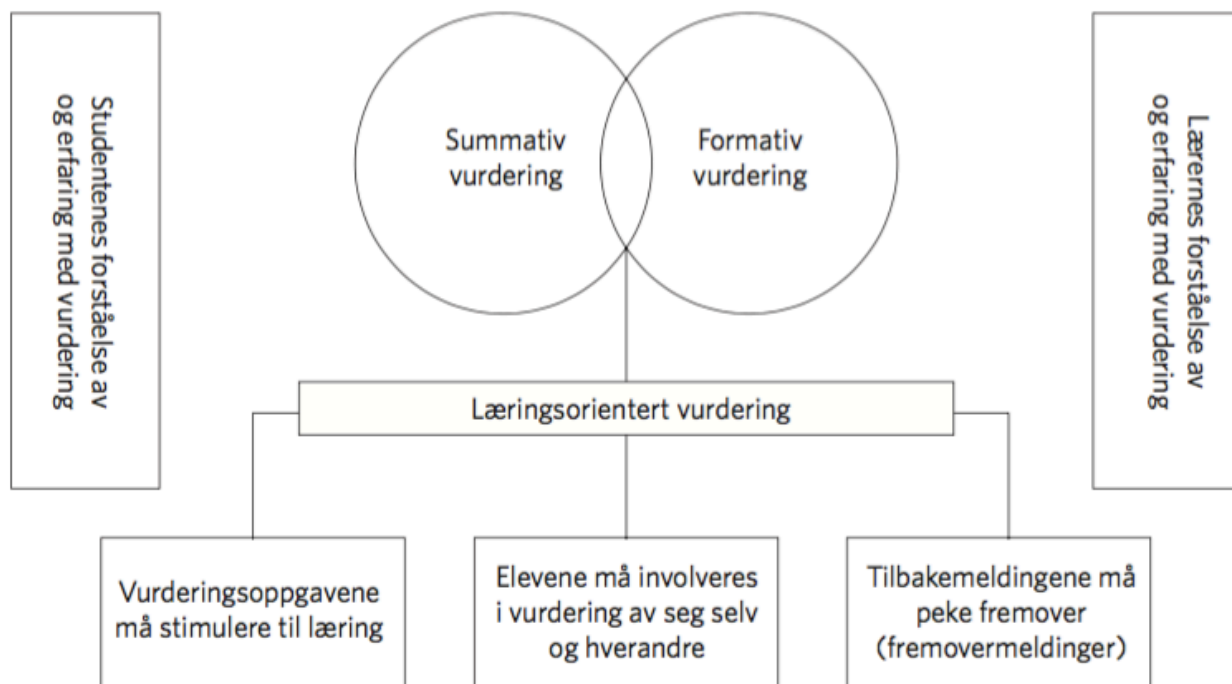 Studentenes forståelse av
og erfaring med vurdering
Summativ
vurdering
Formativ
vurdering
Lærernes forståelse av
og erfaring med vurdering
Læringsorientert vurdering
Vurderingsoppgavene
må stimulere til læring
Elevene må involveres
i vurdering av seg selv
og hverandre
Tilbakemeldingene må
peke fremover
(fremovermeldinger)